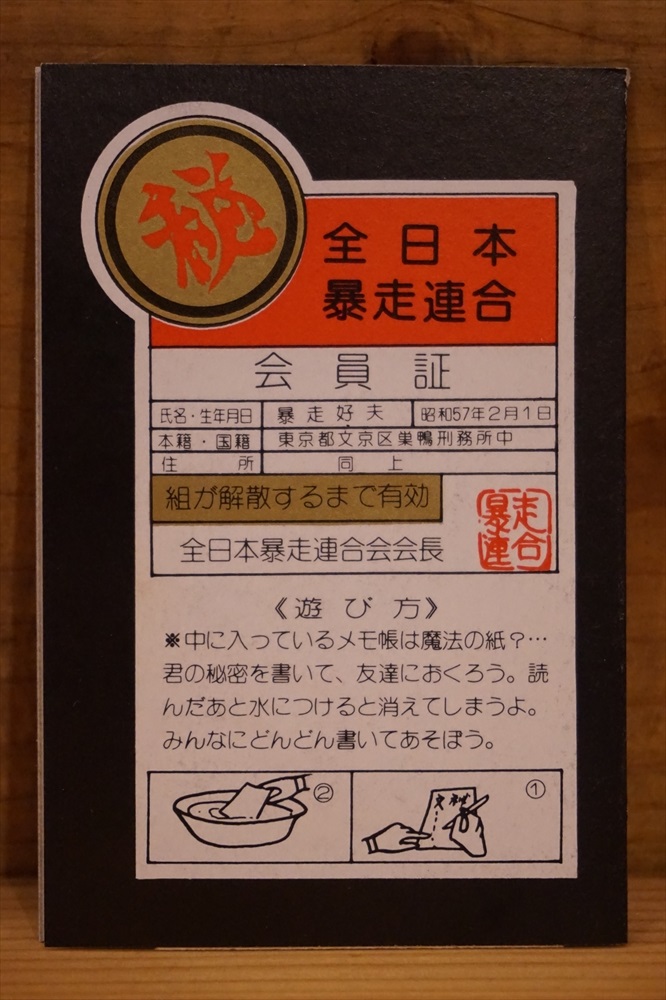 秘
全日本
暴走連合
会員証
氏名・生年月日 暴走好夫 昭和57年2月1日
本籍・国籍 東京都文京区巣鴨刑務所中
住所 同上
組が解散するまで有効
全日本暴走連合会会長
暴走
連合
《遊び方》
※中に入っているメモ帳は魔法の紙?…
君の秘密を書いて、友達におくろう。読
んだあと水につけると消えてしまうよ。
みんなにどんどん書いてあそぼう。
②
①